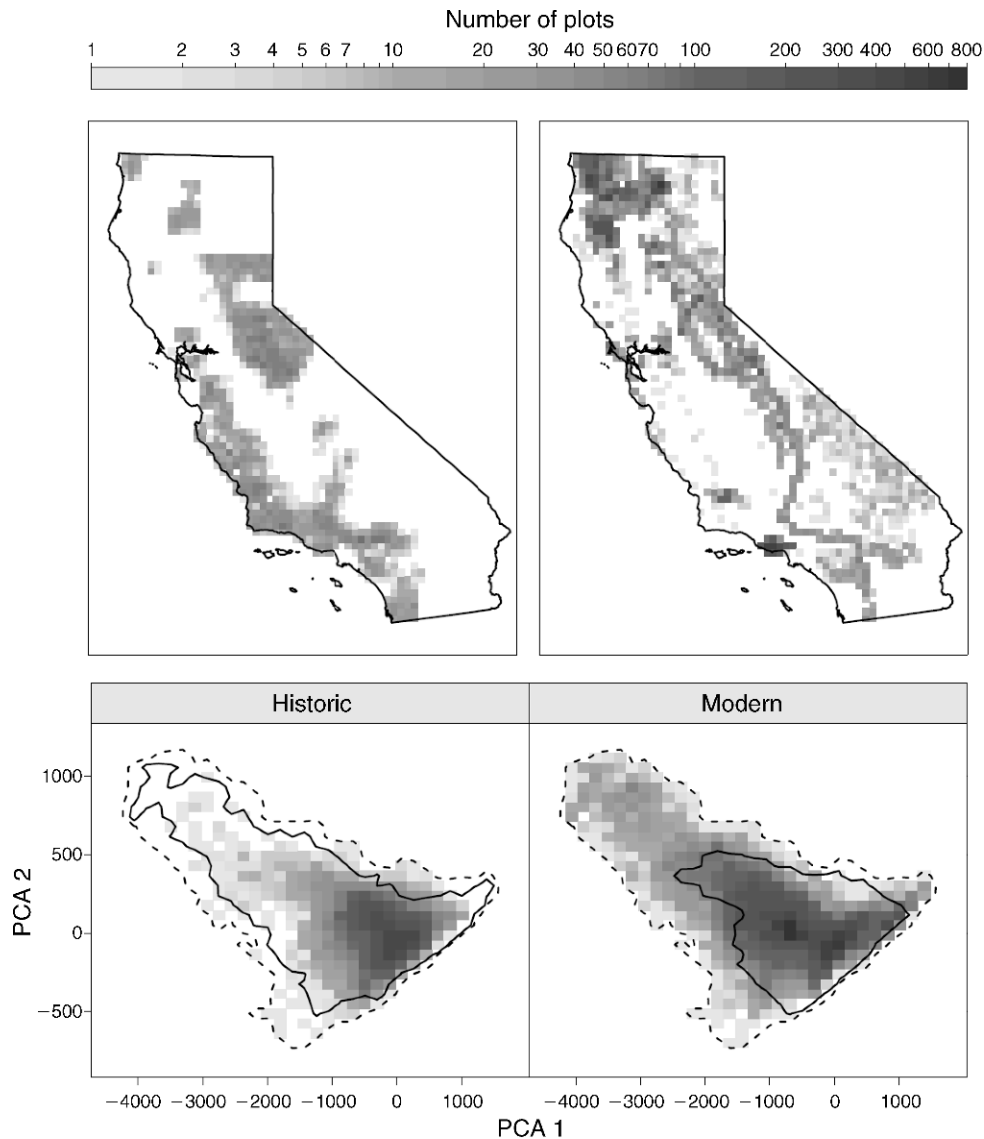 Number of plots
1 2 3 4 5 6 7 10 20 30 40 50 60 70 100 200 300 400 600 800
Historic Modern
1000
500
0
−500
PCA 2
−4000 −3000 −2000 −1000 0 1000 −4000 −3000 −2000 −1000 0 1000
PCA 1